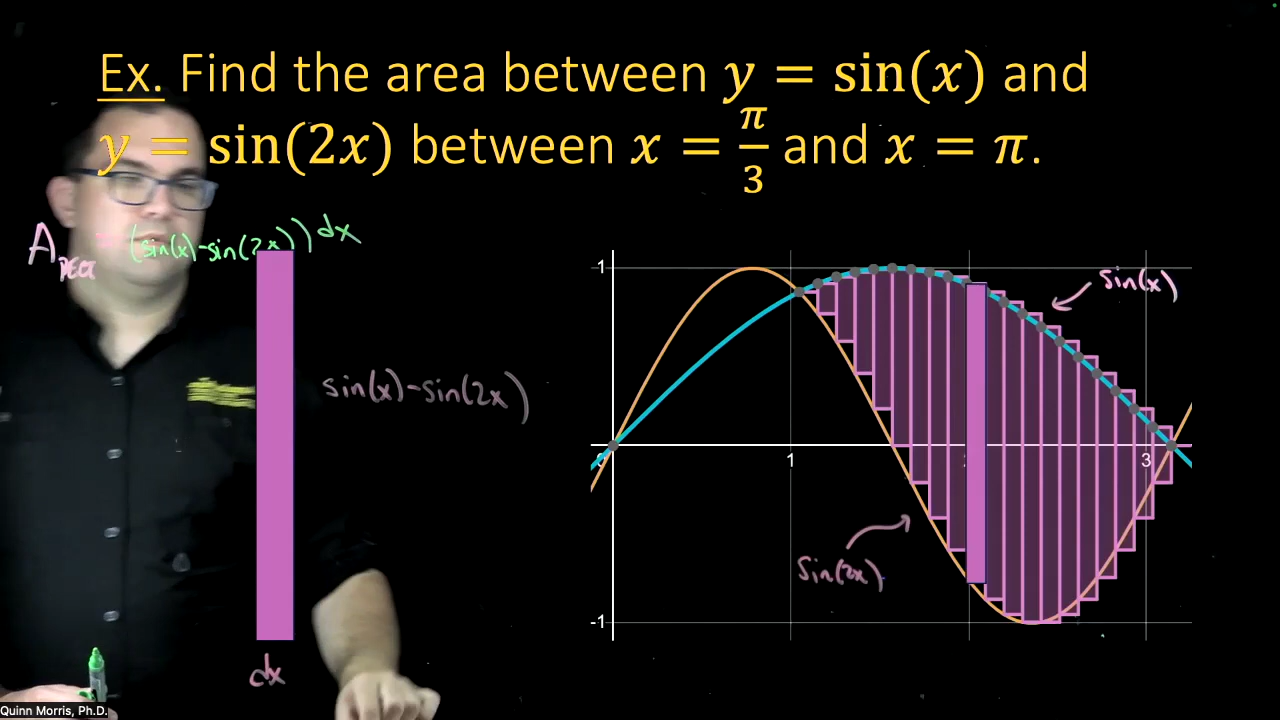 Ex. Find the area between y = sin(x) and
y = sin(2x) between x = π/3 and x = π.
A_RECT = (sin(x)-sin(2x)) dx
sin(x)-sin(2x)
dx
1
-1
0
1
3
sin(x)
sin(2x)
Quinn Morris, Ph.D.